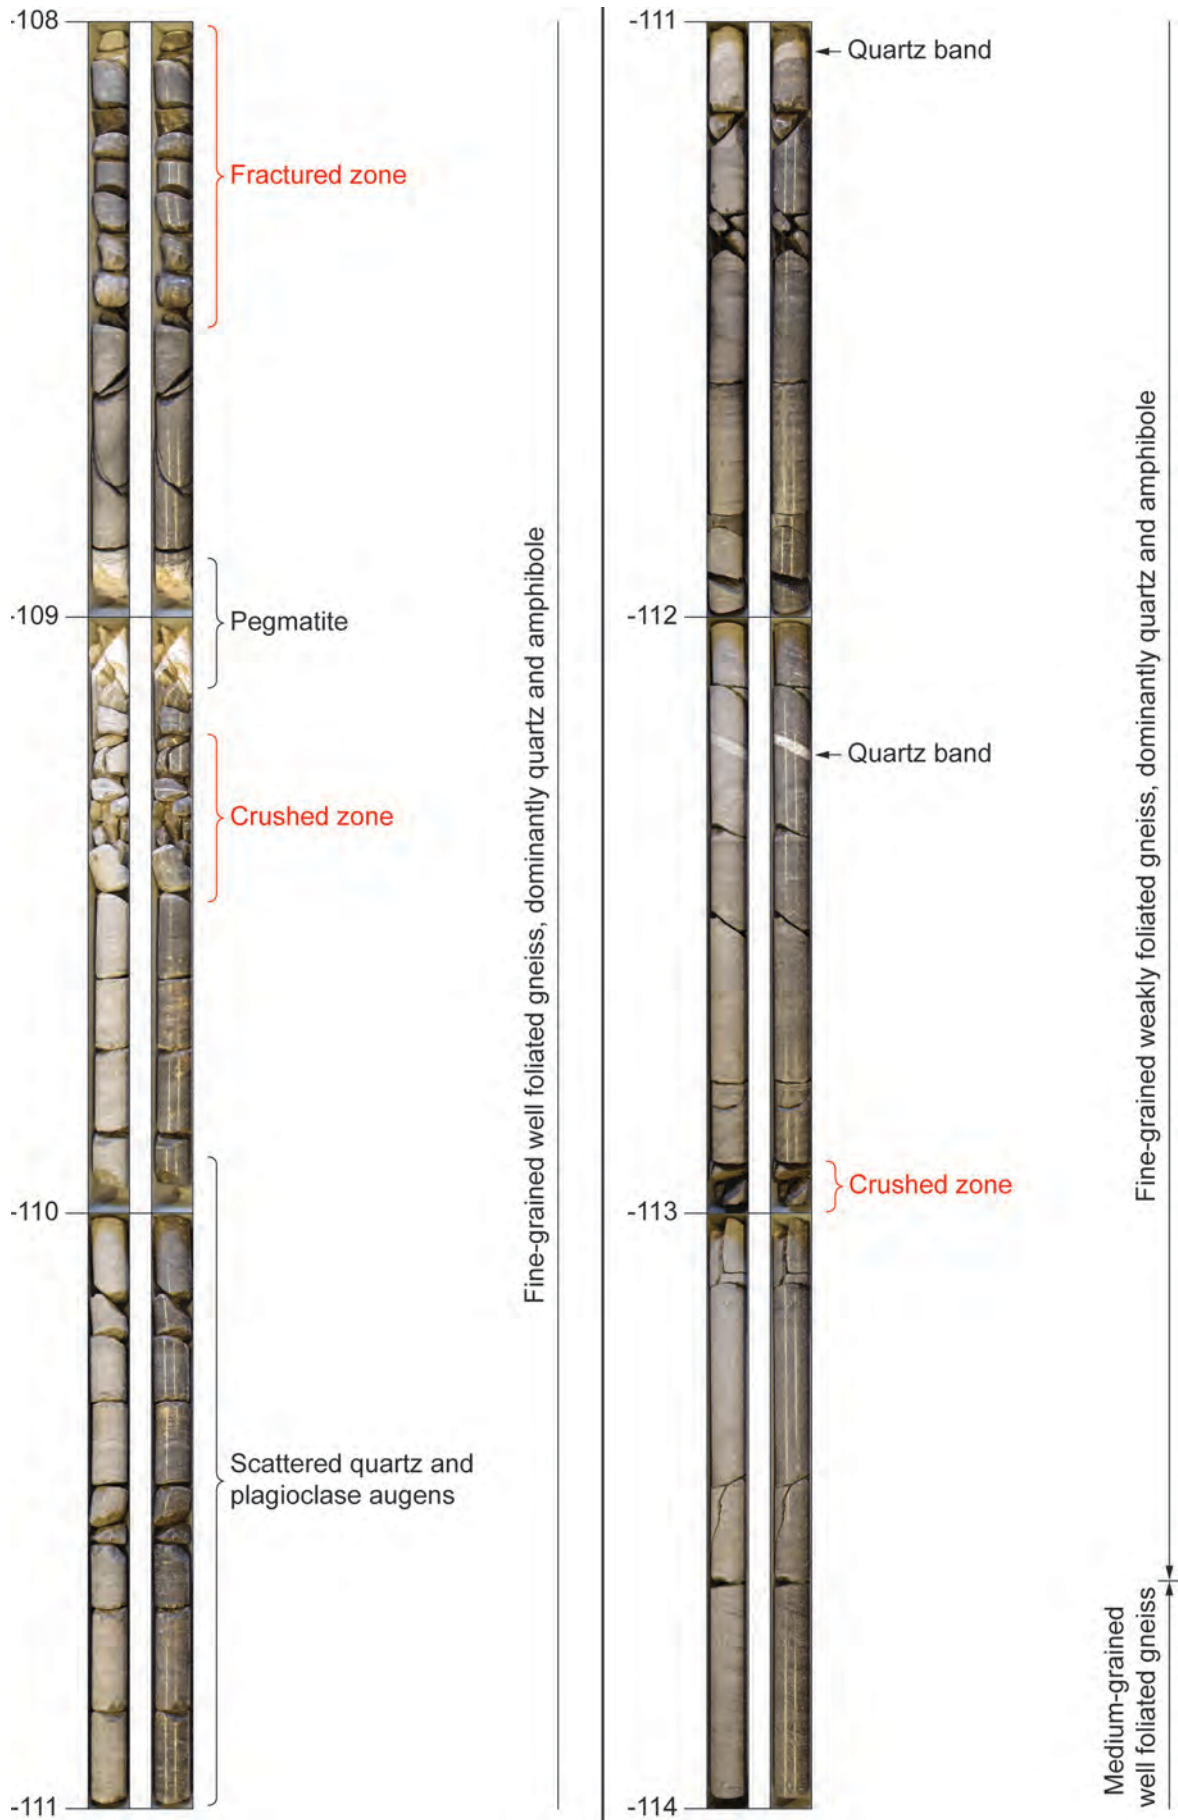 -108
Fractured zone
-109
Pegmatite
Crushed zone
-110
Scattered quartz and
plagioclase augens
-111
Fine-grained well foliated gneiss, dominantly quartz and amphibole
-111
Quartz band
-112
Quartz band
-113
Crushed zone
-114
Fine-grained weakly foliated gneiss, dominantly quartz and amphibole
Medium-grained
well foliated gneiss